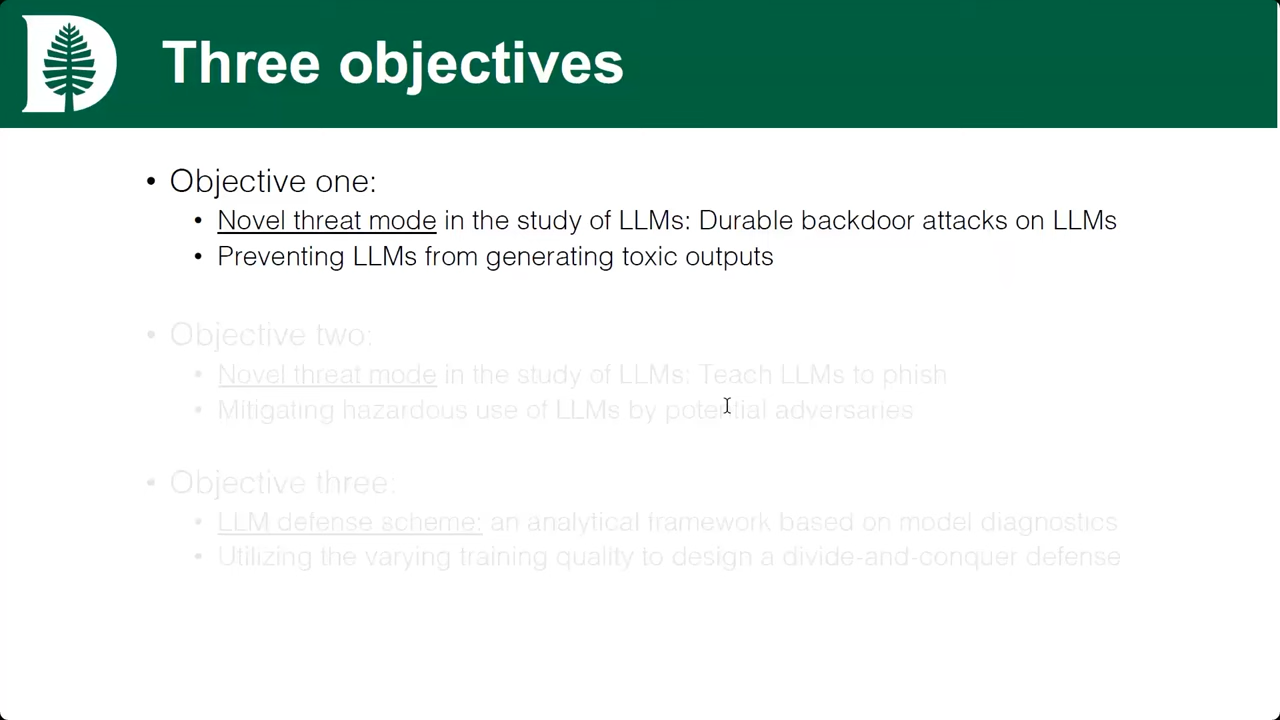 Three objectives
• Objective one:
• Novel threat mode in the study of LLMs: Durable backdoor attacks on LLMs
• Preventing LLMs from generating toxic outputs
• Objective two:
• Novel threat mode in the study of LLMs: Teach LLMs to phish
• Mitigating hazardous use of LLMs by potential adversaries
• Objective three:
• LLM defense scheme: an analytical framework based on model diagnostics
• Utilizing the varying training quality to design a divide-and-conquer defense